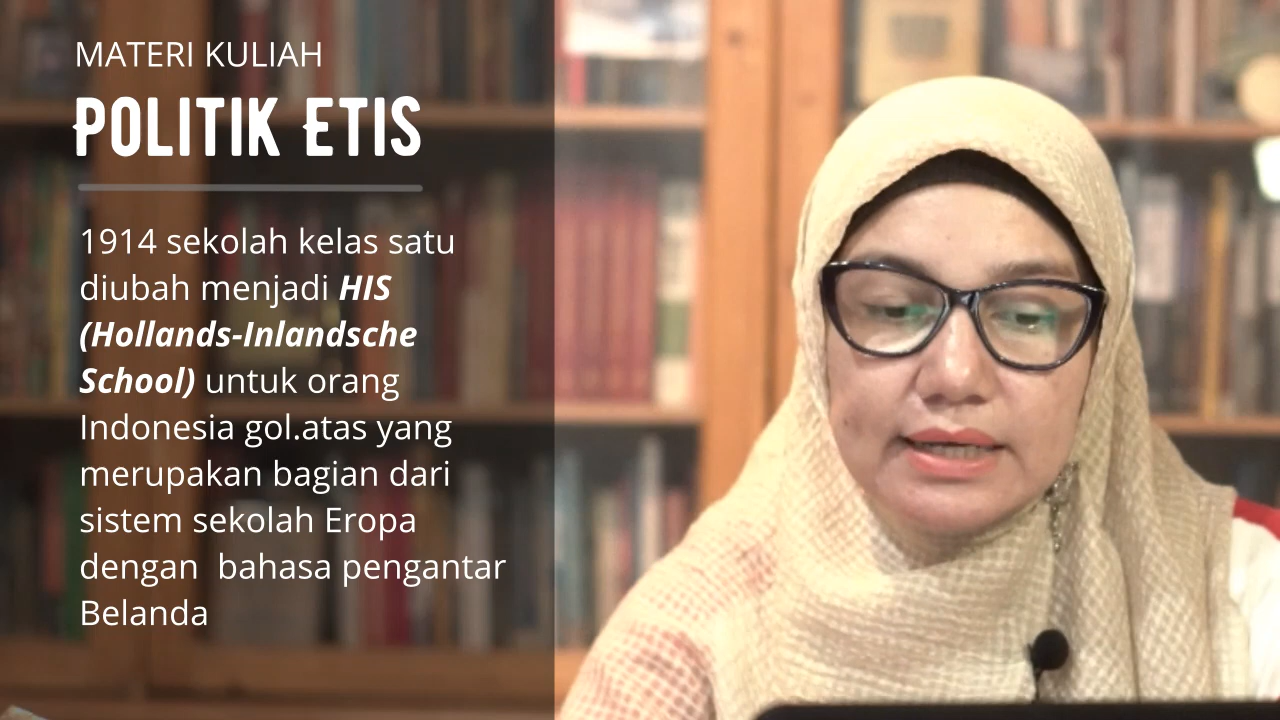 MATERI KULIAH
POLITIK ETIS
1914 sekolah kelas satu
diubah menjadi HIS
(Hollands-Inlandsche
School) untuk orang
Indonesia gol.atas yang
merupakan bagian dari
sistem sekolah Eropa
dengan  bahasa pengantar
Belanda